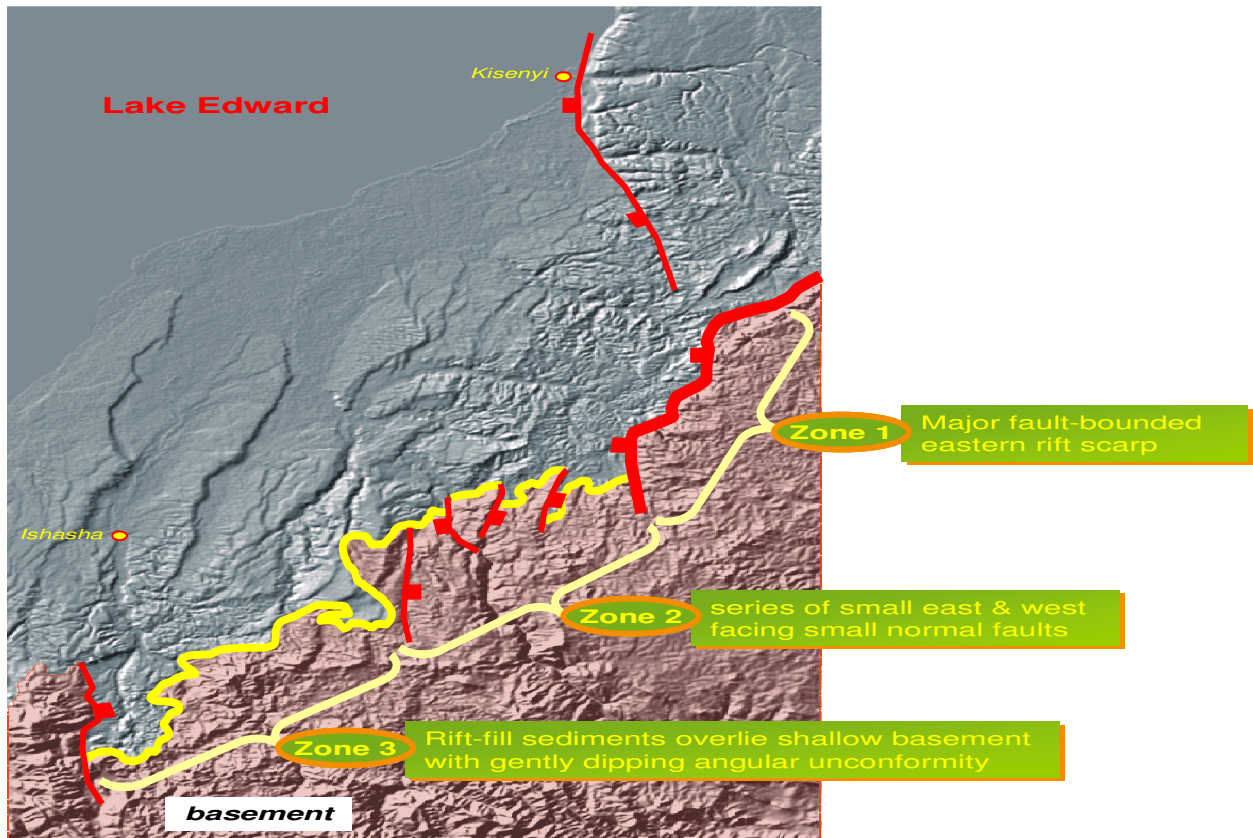 Kisenyi
Lake Edward
Zone 1
Major fault-bounded
eastern rift scarp
Ishasha
Zone 2
series of small east & west
facing small normal faults
Zone 3
Rift-fill sediments overlie shallow basement
with gently dipping angular unconformity
basement